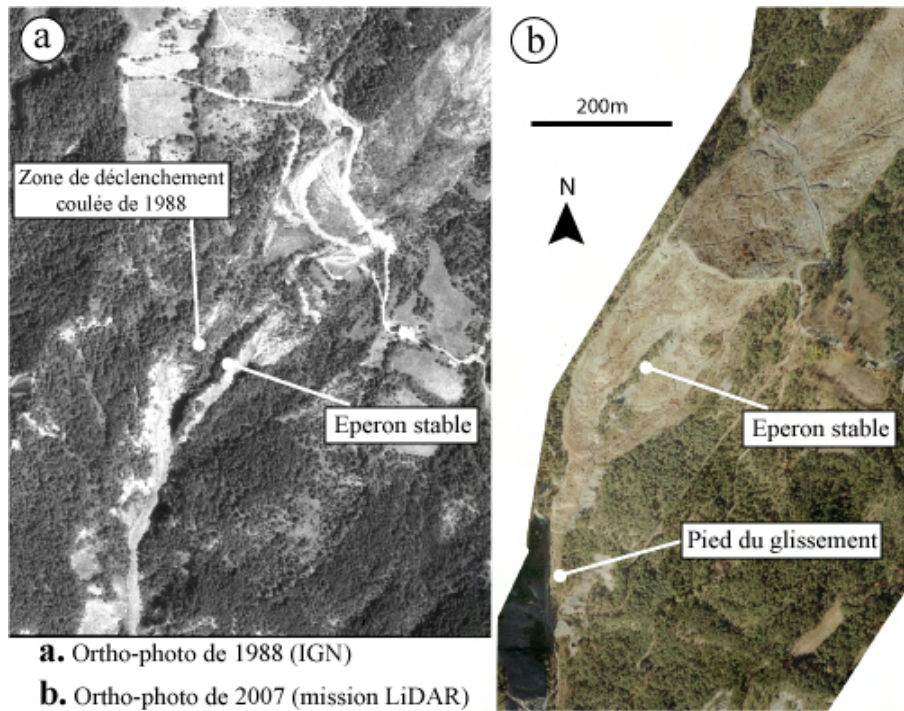 a
Zone de déclenchement
coulée de 1988
Eperon stable
b
200m
N
Eperon stable
Pied du glissement
a. Ortho-photo de 1988 (IGN)
b. Ortho-photo de 2007 (mission LiDAR)